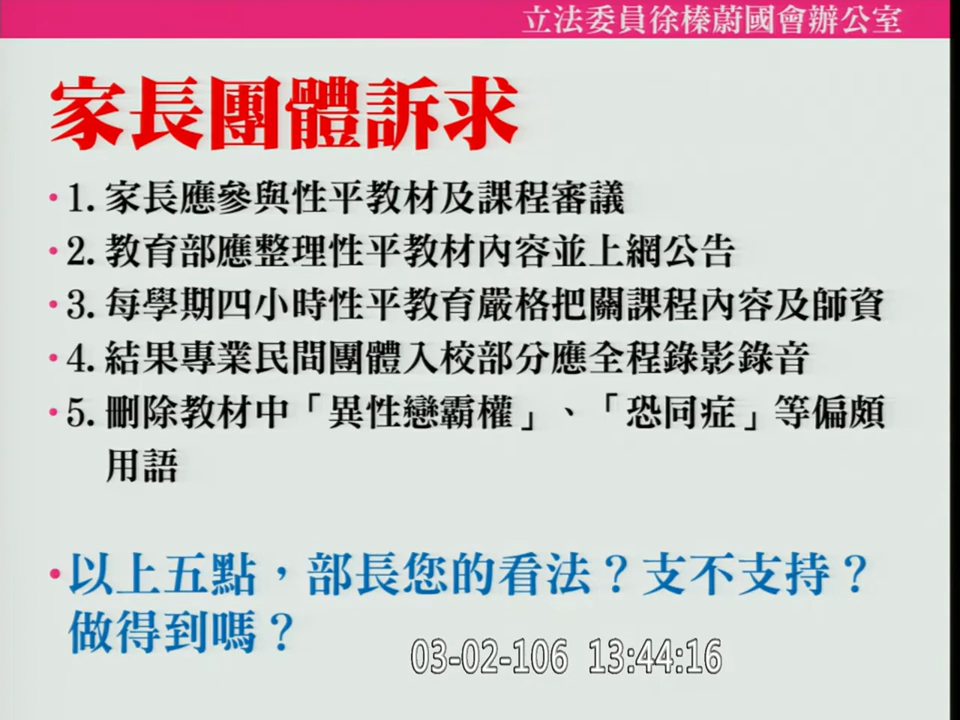 立法委員徐榛蔚國會辦公室
家長團體訴求
•1. 家長應參與性平教材及課程審議
•2. 教育部應整理性平教材內容並上網公告
•3. 每學期四小時性平教育嚴格把關課程內容及師資
•4. 結果專業民間團體入校部分應全程錄影錄音
•5. 刪除教材中「異性戀霸權」、「恐同症」等偏頗
用語
•以上五點，部長您的看法？支不支持？
做得到嗎？
03-02-106 13:44:16